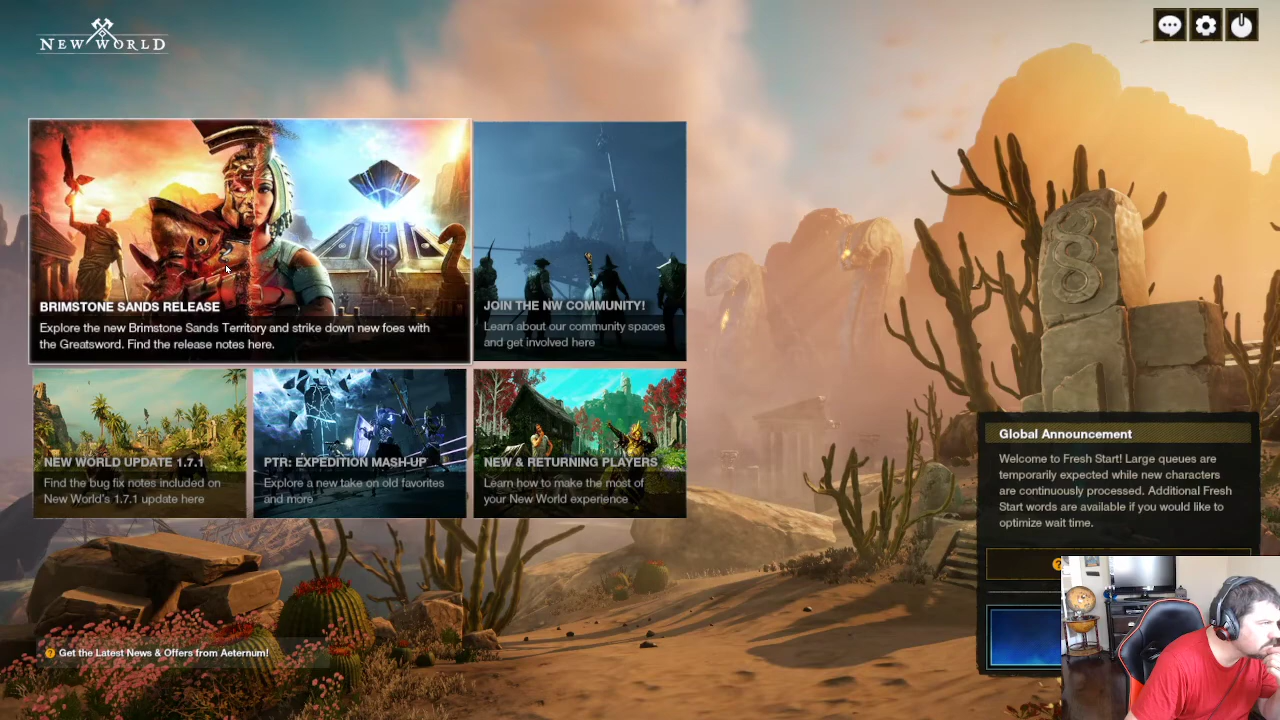 NEW WORLD
BRIMSTONE SANDS RELEASE
Explore the new Brimstone Sands Territory and strike down new foes with
the Greatsword. Find the release notes here.
JOIN THE NW COMMUNITY!
Learn about our community spaces
and get involved here
NEW WORLD UPDATE 1.7.1
Find the bug fix notes included on
New World's 1.7.1 update here
PTR: EXPEDITION MASH-UP
Explore a new take on old favorites
and more
NEW & RETURNING PLAYERS
Learn how to make the most of
your New World experience
Global Announcement
Welcome to Fresh Start! Large queues are
temporarily expected while new characters
are continuously processed. Additional Fresh
Start words are available if you would like to
optimize wait time.
? Get the Latest News & Offers from Aeternum!